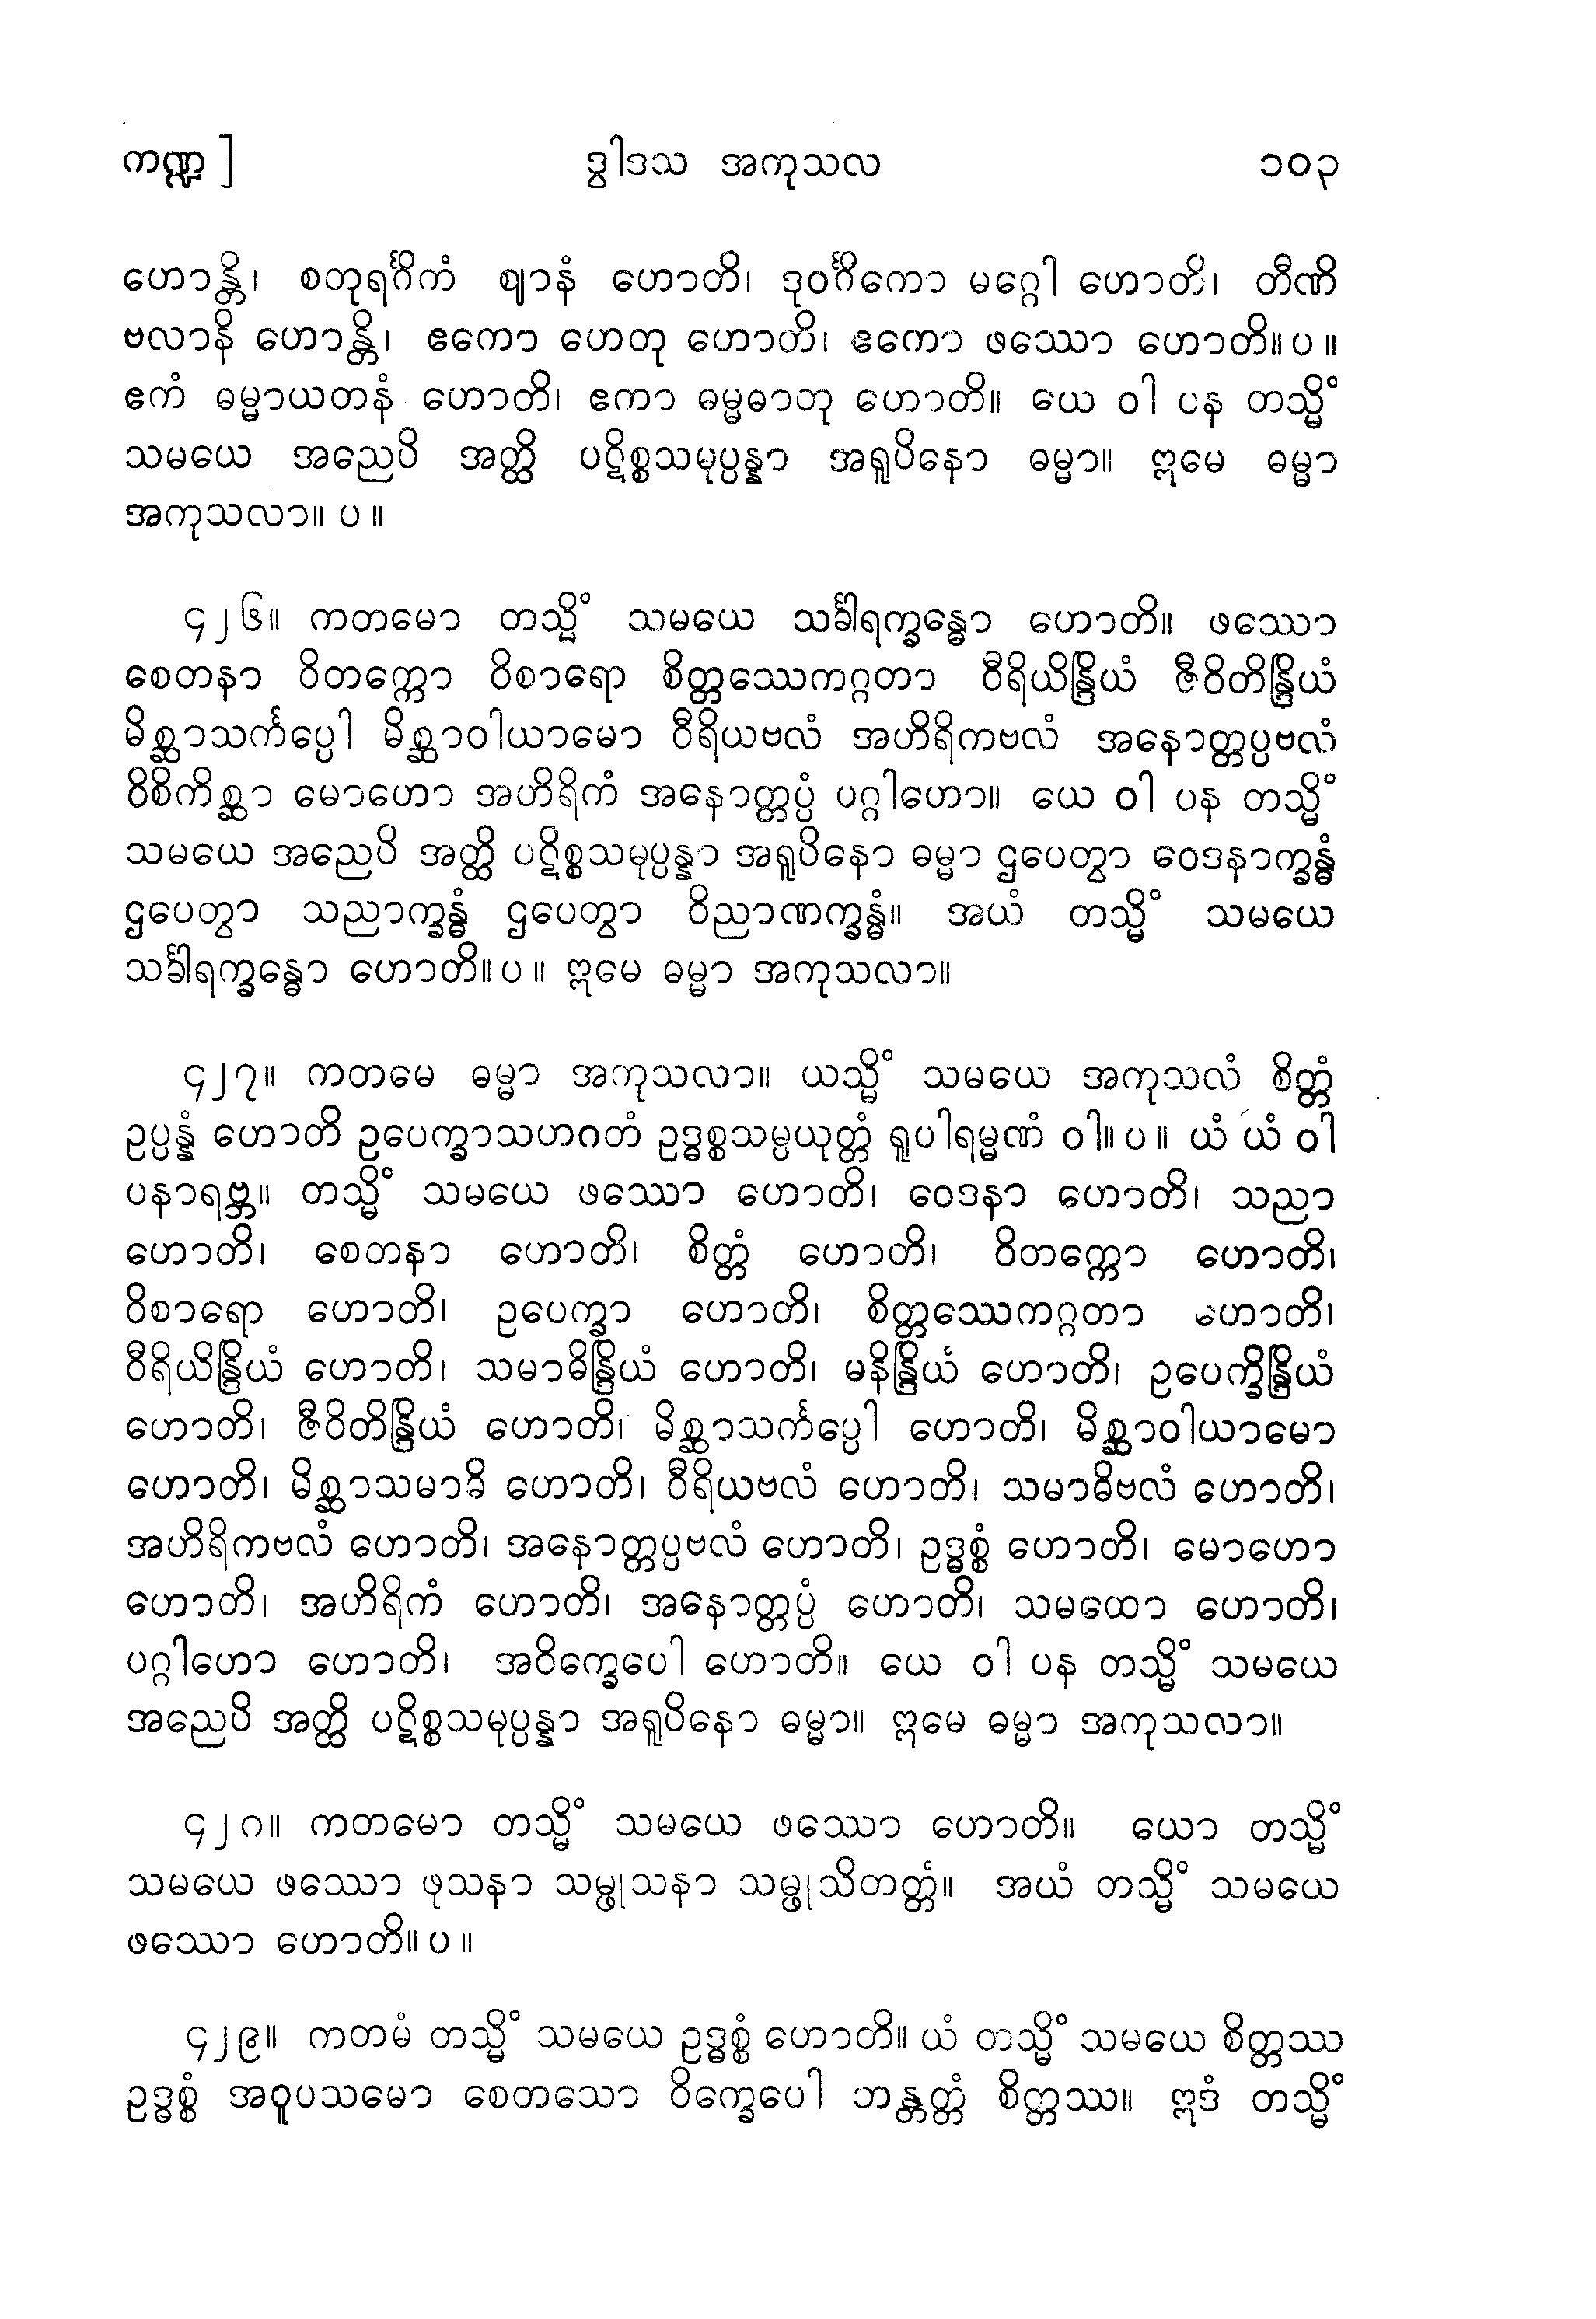 ကဏ္ဍ] ဒွါဒသ အကုသလ ၁၀၃
ဟောန္တိ၊ စတုရင်္ဂိကံ ဈာနံ ဟောတိ၊ ဒုဝင်္ဂိကော မဂ္ဂေါ ဟောတိ၊ တီဏိ
ဗလာနိ ဟောန္တိ၊ ဧကော ဟေတု ဟောတိ၊ ဧကော ဖဿော ဟောတိ။ပ။
ဧကံ ဓမ္မာယတနံ ဟောတိ၊ ဧကာ ဓမ္မဓာတု ဟောတိ။ ယေ ဝါ ပန တသ္မိံ
သမယေ အညေပိ အတ္ထိ ပဋိစ္စသမုပ္ပန္နာ အရူပိနော ဓမ္မာ။ ဣမေ ဓမ္မာ
အကုသလာ။ ပ။
၄၂၆။ ကတမော တသ္မိံ သမယေ သင်္ခါရက္ခန္ဓော ဟောတိ။ ဖဿော
စေတနာ ဝိတက္ကော ဝိစာရော စိတ္တဿေကဂ္ဂတာ ဝီရိယိန္ဒြိယံ ဇီဝိတိန္ဒြိယံ
မိစ္ဆာသင်္ကပ္ပေါ မိစ္ဆာဝါယာမော ဝီရိယဗလံ အဟိရိကဗလံ အနောတ္တပ္ပဗလံ
ဝိစိကိစ္ဆာ မောဟော အဟိရိကံ အနောတ္တပ္ပံ ပဂ္ဂါဟော။ ယေ ဝါ ပန တသ္မိံ
သမယေ အညေပိ အတ္ထိ ပဋိစ္စသမုပ္ပန္နာ အရူပိနော ဓမ္မာ ဌပေတွာ ဝေဒနာက္ခန္ဓံ
ဌပေတွာ သညာက္ခန္ဓံ ဌပေတွာ ဝိညာဏက္ခန္ဓံ။ အယံ တသ္မိံ သမယေ
သင်္ခါရက္ခန္ဓော ဟောတိ။ပ။ ဣမေ ဓမ္မာ အကုသလာ။
၄၂၇။ ကတမေ ဓမ္မာ အကုသလာ။ ယသ္မိံ သမယေ အကုသလံ စိတ္တံ
ဥပ္ပန္နံ ဟောတိ ဥပေက္ခာသဟဂတံ ဥဒ္ဓစ္စသမ္ပယုတ္တံ ရူပါရမ္မဏံ ဝါ။ပ။ ယံ ယံ ဝါ
ပနာရဗ္ဘ။ တသ္မိံ သမယေ ဖဿော ဟောတိ၊ ဝေဒနာ ဟောတိ၊ သညာ
ဟောတိ၊ စေတနာ ဟောတိ၊ စိတ္တံ ဟောတိ၊ ဝိတက္ကော ဟောတိ၊
ဝိစာရော ဟောတိ၊ ဥပေက္ခာ ဟောတိ၊ စိတ္တဿေကဂ္ဂတာ ဟောတိ၊
ဝီရိယိန္ဒြိယံ ဟောတိ၊ သမာဓိန္ဒြိယံ ဟောတိ၊ မနိန္ဒြိယံ ဟောတိ၊ ဥပေက္ခိန္ဒြိယံ
ဟောတိ၊ ဇီဝိတိန္ဒြိယံ ဟောတိ၊ မိစ္ဆာသင်္ကပ္ပေါ ဟောတိ၊ မိစ္ဆာဝါယာမော
ဟောတိ၊ မိစ္ဆာသမာဓိ ဟောတိ၊ ဝီရိယဗလံ ဟောတိ၊ သမာဓိဗလံ ဟောတိ၊
အဟိရိကဗလံ ဟောတိ၊ အနောတ္တပ္ပဗလံ ဟောတိ၊ ဥဒ္ဓစ္စံ ဟောတိ၊ မောဟော
ဟောတိ၊ အဟိရိကံ ဟောတိ၊ အနောတ္တပ္ပံ ဟောတိ၊ သမထော ဟောတိ၊
ပဂ္ဂါဟော ဟောတိ၊ အဝိက္ခေပေါ ဟောတိ။ ယေ ဝါ ပန တသ္မိံ သမယေ
အညေပိ အတ္ထိ ပဋိစ္စသမုပ္ပန္နာ အရူပိနော ဓမ္မာ။ ဣမေ ဓမ္မာ အကုသလာ။
၄၂၈။ ကတမော တသ္မိံ သမယေ ဖဿော ဟောတိ။ ယော တသ္မိံ
သမယေ ဖဿော ဖုသနာ သမ္ဖုသနာ သမ္ဖုသိတတ္တံ။ အယံ တသ္မိံ သမယေ
ဖဿော ဟောတိ။ပ။
၄၂၉။ ကတမံ တသ္မိံ သမယေ ဥဒ္ဓစ္စံ ဟောတိ။ ယံ တသ္မိံ သမယေ စိတ္တဿ
ဥဒ္ဓစ္စံ အဝူပသမော စေတသော ဝိက္ခေပေါ ဘန္တတ္တံ စိတ္တဿ။ ဣဒံ တသ္မိံ